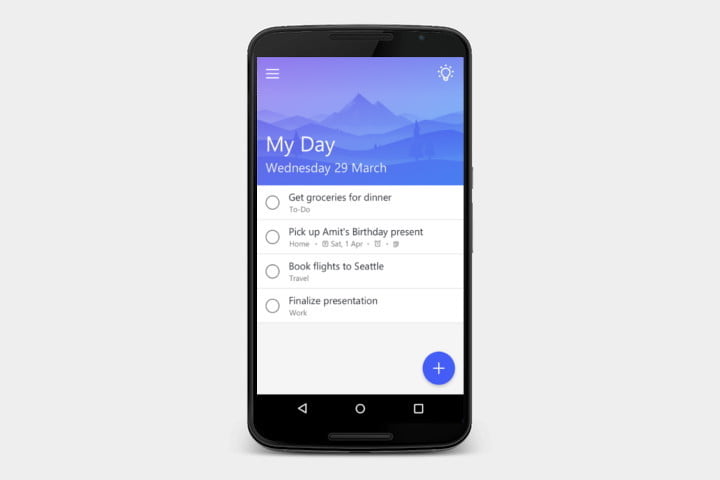 My Day
Wednesday 29 March
Get groceries for dinner
To-Do
Pick up Amit's Birthday present
Home • Sat, 1 Apr • •
Book flights to Seattle
Travel
Finalize presentation
Work